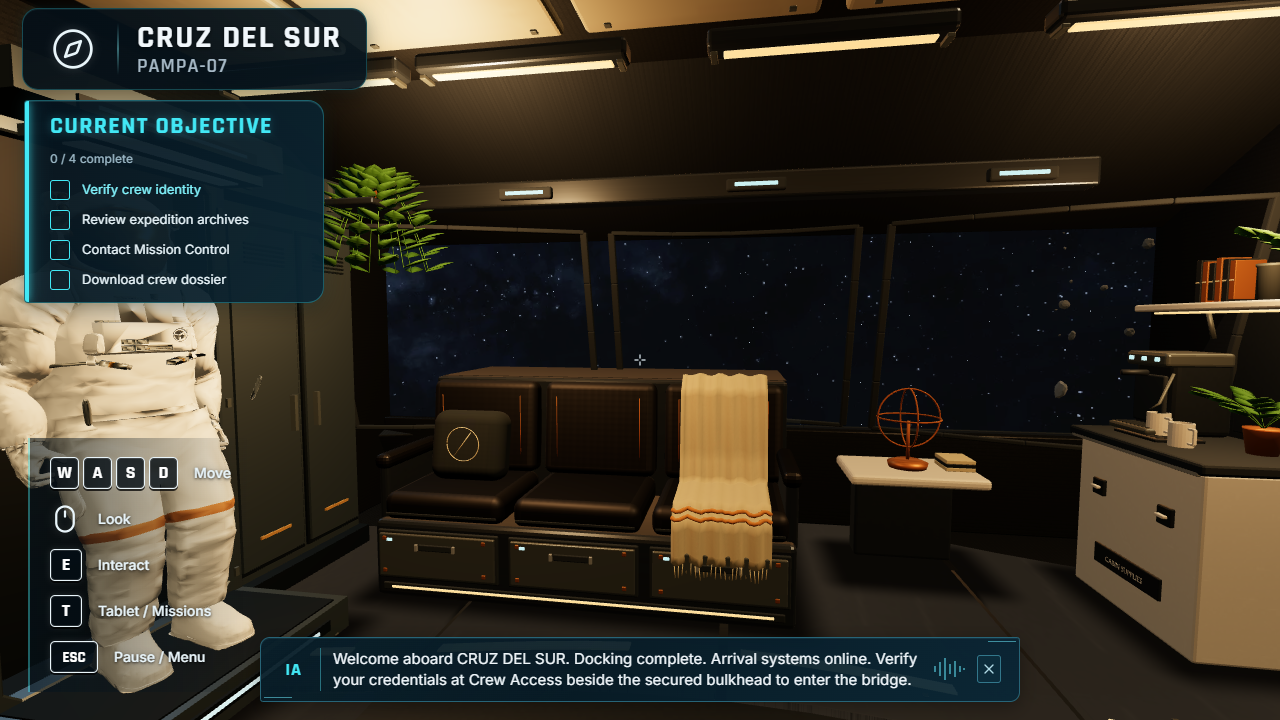 CRUZ DEL SUR
PAMPA-07
CURRENT OBJECTIVE
0 / 4 complete
Verify crew identity
Review expedition archives
Contact Mission Control
Download crew dossier
W A S D Move
Look
E Interact
T Tablet / Missions
ESC Pause / Menu
CABIN SUPPLIES
IA
Welcome aboard CRUZ DEL SUR. Docking complete. Arrival systems online. Verify
your credentials at Crew Access beside the secured bulkhead to enter the bridge.